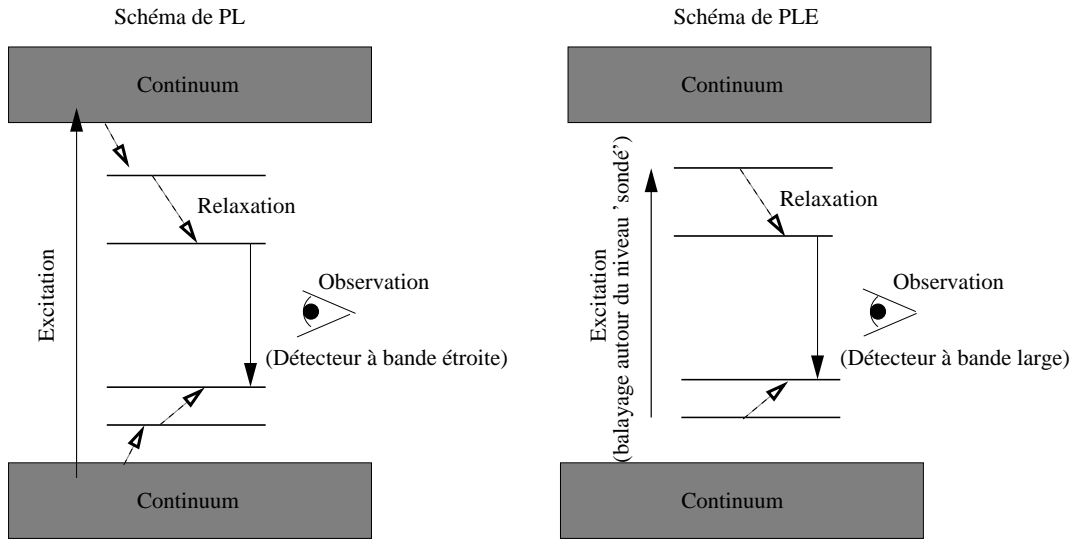 Schéma de PL
Continuum
Relaxation
Excitation
Observation
(Détecteur à bande étroite)
Continuum
Schéma de PLE
Continuum
Relaxation
Excitation
(balayage autour du niveau ’ sondé’)
Observation
(Détecteur à bande large)
Continuum